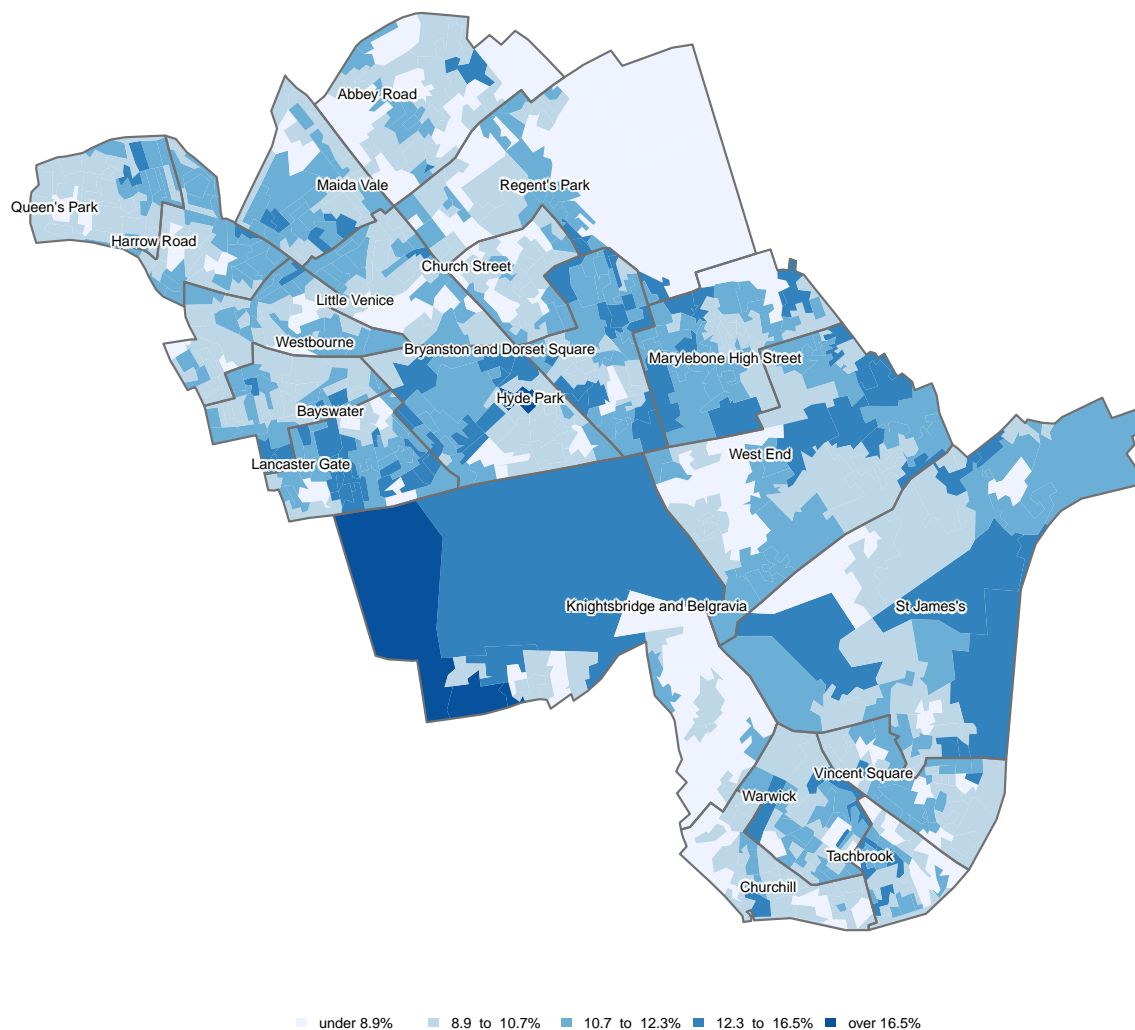 Abbey Road
Maida Vale
Regent's Park
Queen's Park
Harrow Road
Church Street
Little Venice
Westbourne
Bryanston and Dorset Square
Marylebone High Street
Hyde Park
Bayswater
West End
Lancaster Gate
Knightsbridge and Belgravia
St James's
Vincent Square
Warwick
Tachbrook
Churchill
under 8.9% 8.9 to 10.7% 10.7 to 12.3% 12.3 to 16.5% over 16.5%